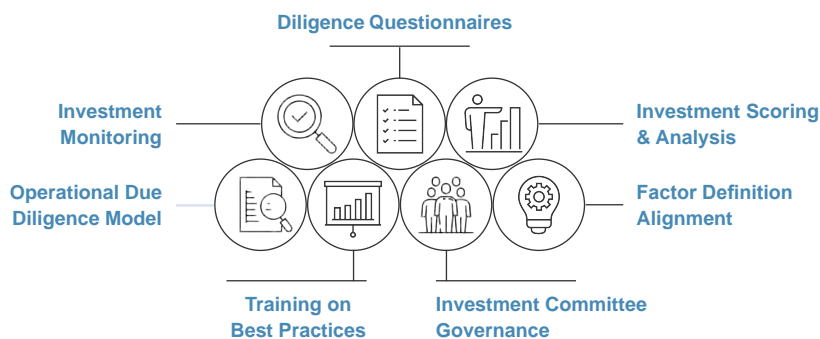 Diligence Questionnaires
Investment
Monitoring
Investment Scoring
& Analysis
Operational Due
Diligence Model
Factor Definition
Alignment
Training on
Best Practices
Investment Committee
Governance